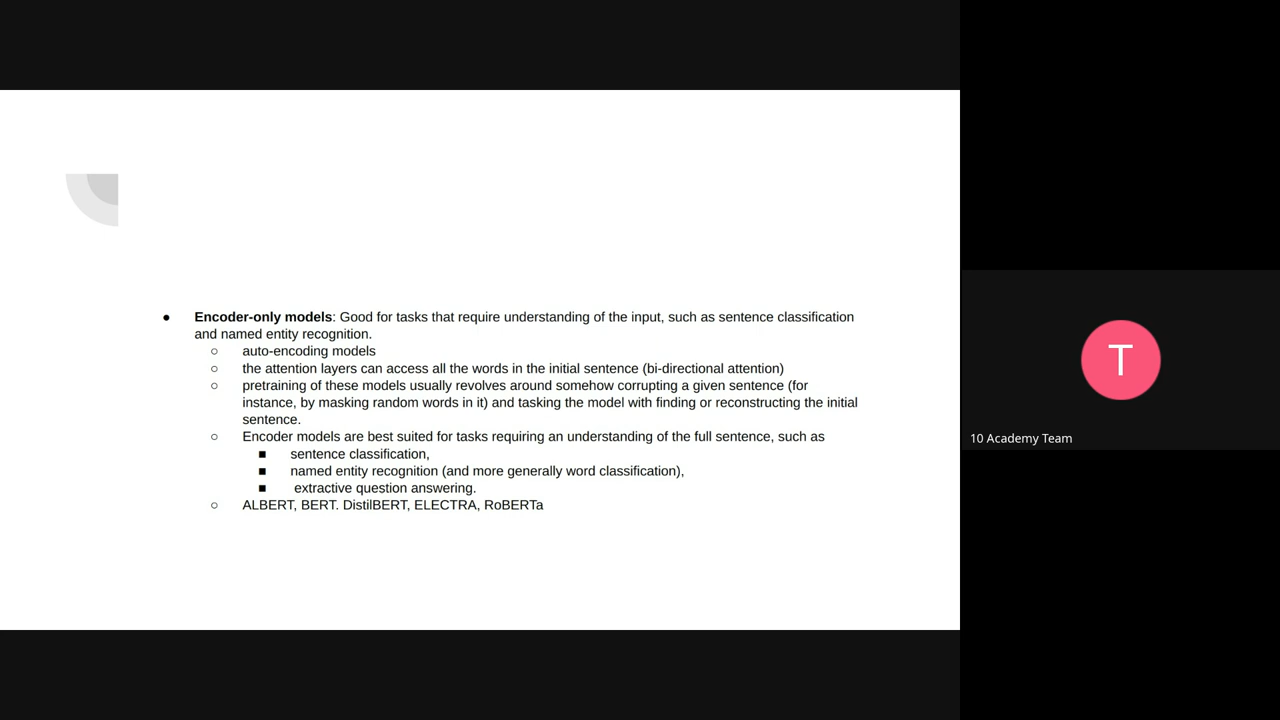 ● Encoder-only models: Good for tasks that require understanding of the input, such as sentence classification
and named entity recognition.
○ auto-encoding models
○ the attention layers can access all the words in the initial sentence (bi-directional attention)
○ pretraining of these models usually revolves around somehow corrupting a given sentence (for
instance, by masking random words in it) and tasking the model with finding or reconstructing the initial
sentence.
○ Encoder models are best suited for tasks requiring an understanding of the full sentence, such as
■ sentence classification,
■ named entity recognition (and more generally word classification),
■ extractive question answering.
○ ALBERT, BERT. DistilBERT, ELECTRA, RoBERTa
T
10 Academy Team